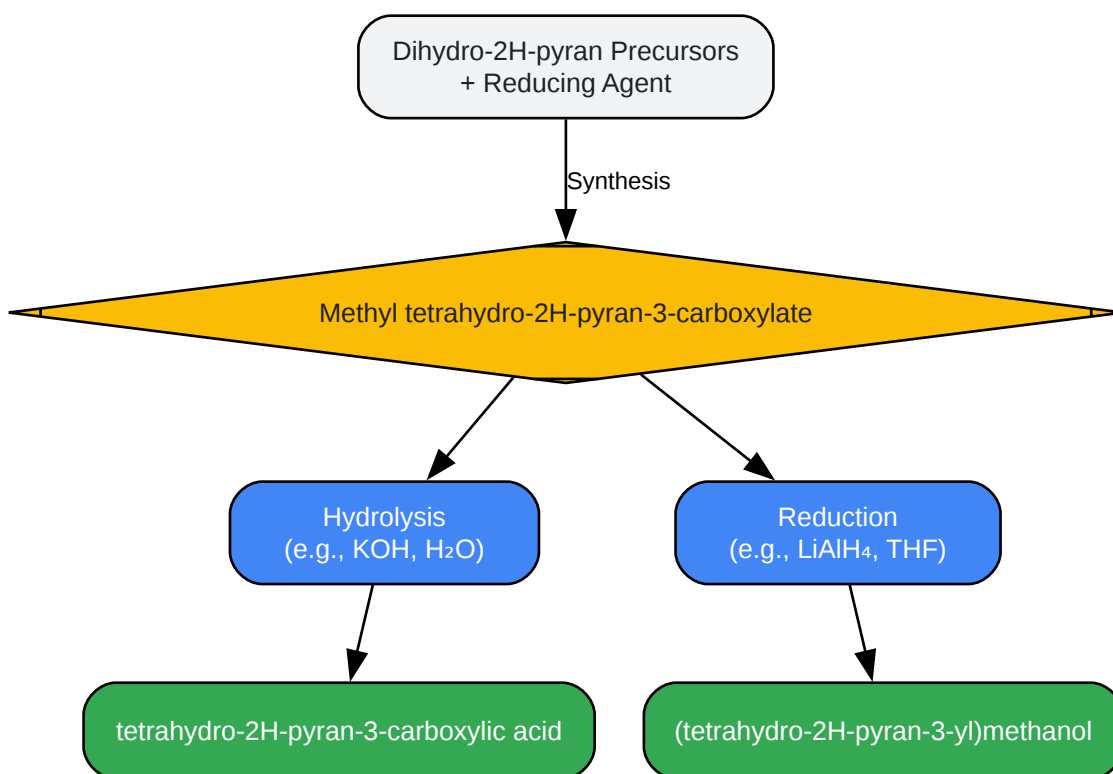 Dihydro-2H-pyran Precursors
+ Reducing Agent
Synthesis
Methyl tetrahydro-2H-pyran-3-carboxylate
Hydrolysis
(e.g., KOH, H₂O)
Reduction
(e.g., LiAlH₄, THF)
tetrahydro-2H-pyran-3-carboxylic acid
(tetrahydro-2H-pyran-3-yl)methanol